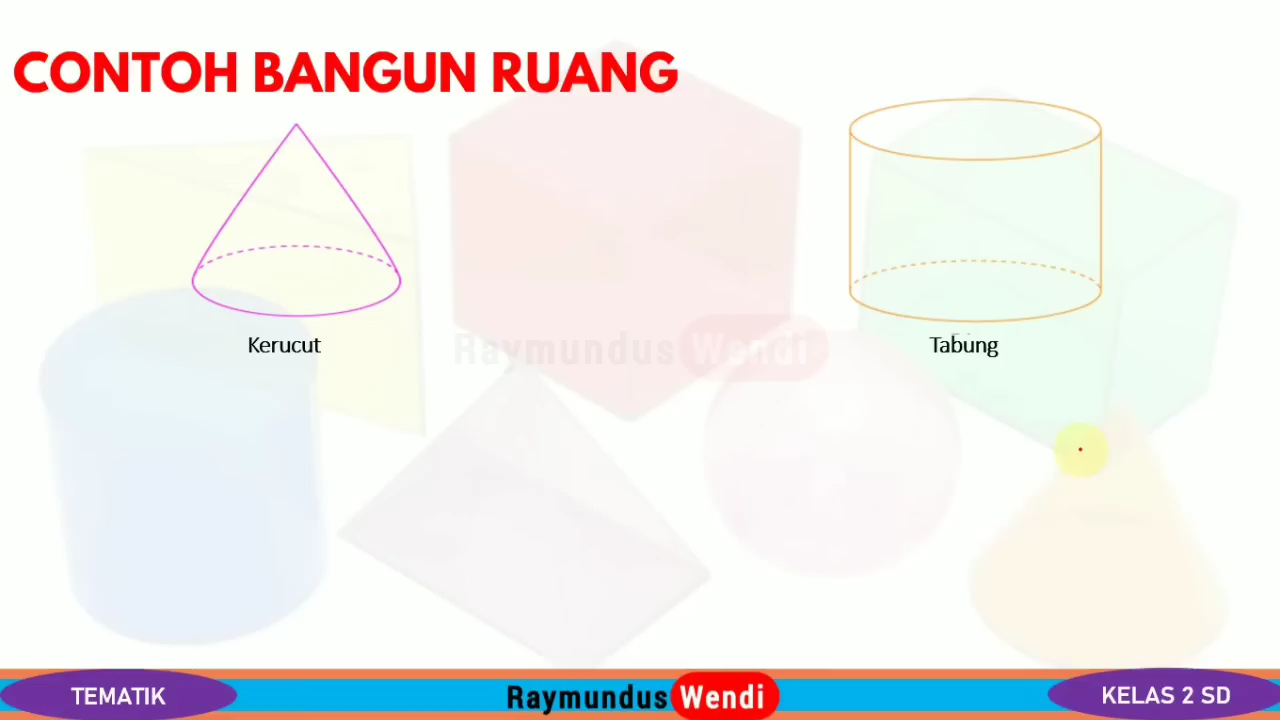 CONTOH BANGUN RUANG
Kerucut
Tabung
Raymundus Wendi
TEMATIK
Raymundus Wendi
KELAS 2 SD